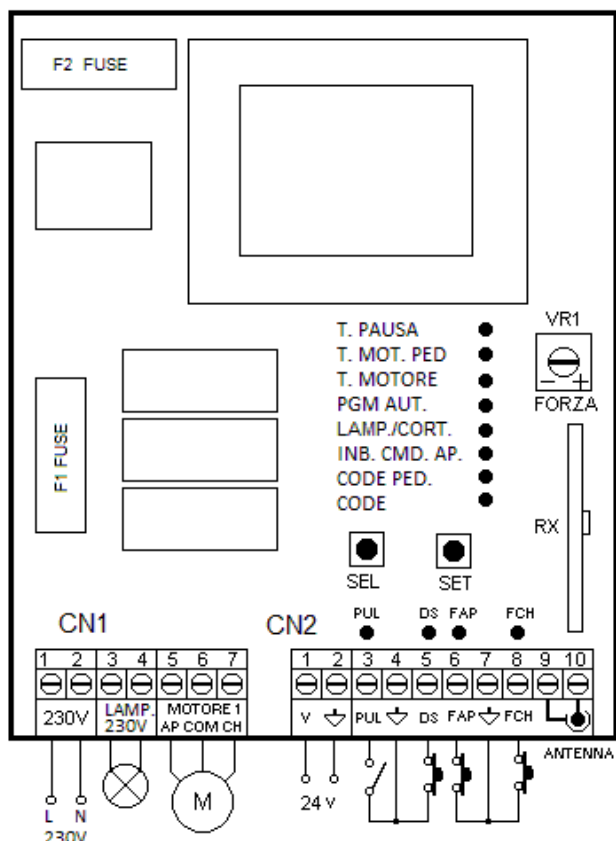 F2 FUSE
T. PAUSA
T. MOT. PED
T. MOTORE
PGM AUT.
LAMP./CORT.
INB. CMD. AP.
CODE PED.
CODE
VR1
- +
FORZA
F1 FUSE
RX
SEL
SET
CN1
CN2
PUL
DS
FAP
FCH
1 2 3 4 5 6 7
1 2 3 4 5 6 7 8 9 10
230V
LAMP.
230V
MOTORE 1
AP COM CH
V
PUL
DS
FAP
FCH
ANTENNA
M
L N
230V
24 V